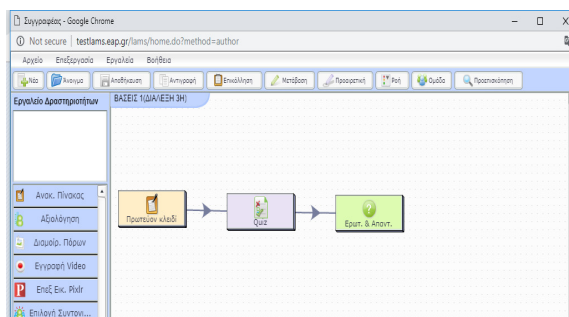 Συγγραφέας - Google Chrome
Not secure | testlams.eap.gr/lams/home.do?method=author
Αρχείο Επεξεργασία Εργαλεία Βοήθεια
Νέο Άνοιγμα Αποθήκευση Αντιγραφή Επικόλληση Μετάβαση Προαιρετική Ροή Ομάδα Προεπισκόπηση
Εργαλείο Δραστηριοτήτων
ΒΑΣΕΙΣ 1(ΔΙΑΛΕΞΗ 3Η)
Ανακ. Πίνακας
Αξιολόγηση
Διαμοίρ. Πόρων
Εγγραφή Video
Επεξ Εικ. Pixlr
Επιλογή Συντονι...
Πρωτεύον κλειδί
Quiz
Ερωτ. & Απαντ.